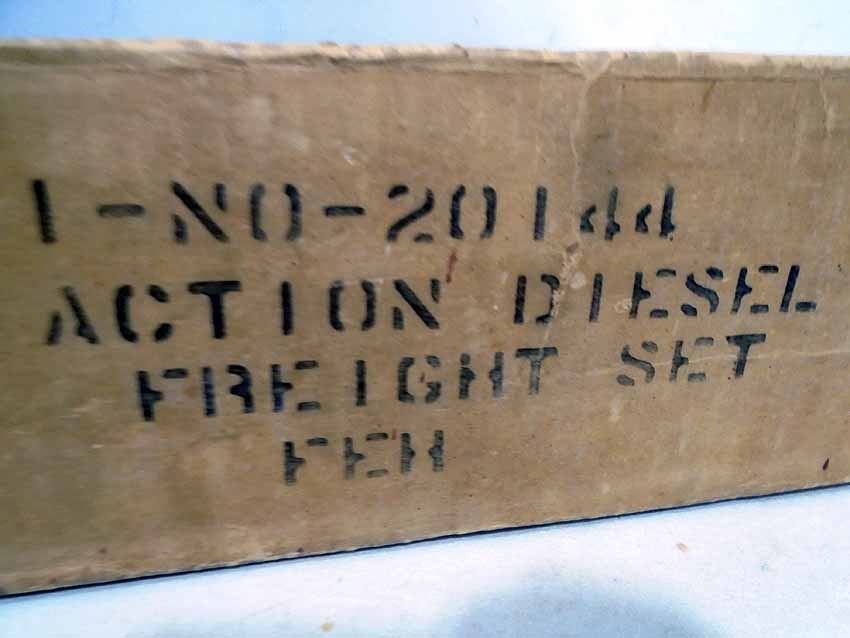 1-NO-20144
ACTION DIESEL
FREIGHT SET
FEH